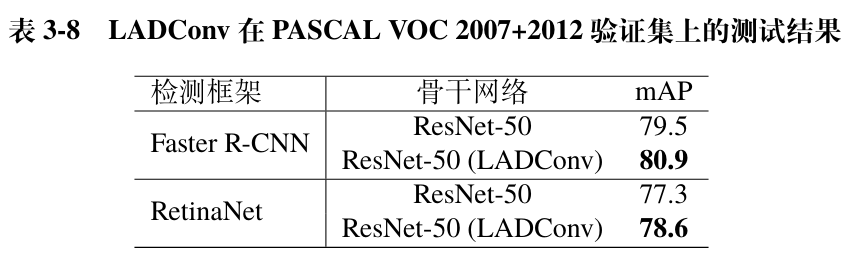 表 3-8 LADConv 在 PASCAL VOC 2007+2012 验证集上的测试结果
检测框架 骨干网络 mAP
Faster R-CNN
ResNet-50 79.5
ResNet-50 (LADConv) 80.9
RetinaNet
ResNet-50 77.3
ResNet-50 (LADConv) 78.6